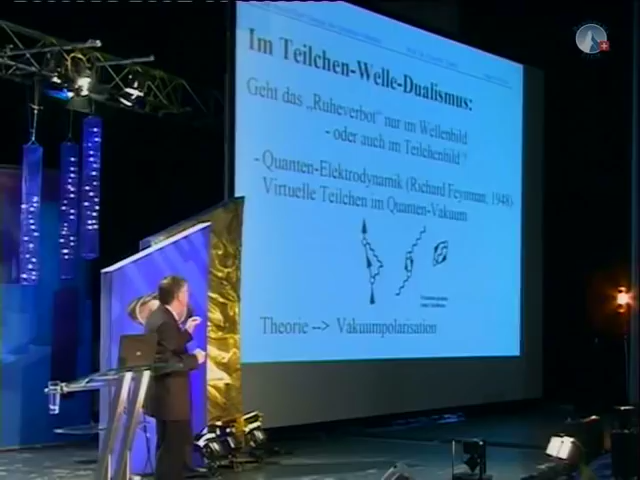 Im Teilchen-Welle-Dualismus:
Geht das „Ruheverbot“ nur im Wellenbild
- oder auch im Teilchenbild ?
- Quanten-Elektrodynamik (Richard Feynman, 1948)
Virtuelle Teilchen im Quanten-Vakuum
Theorie --> Vakuumpolarisation